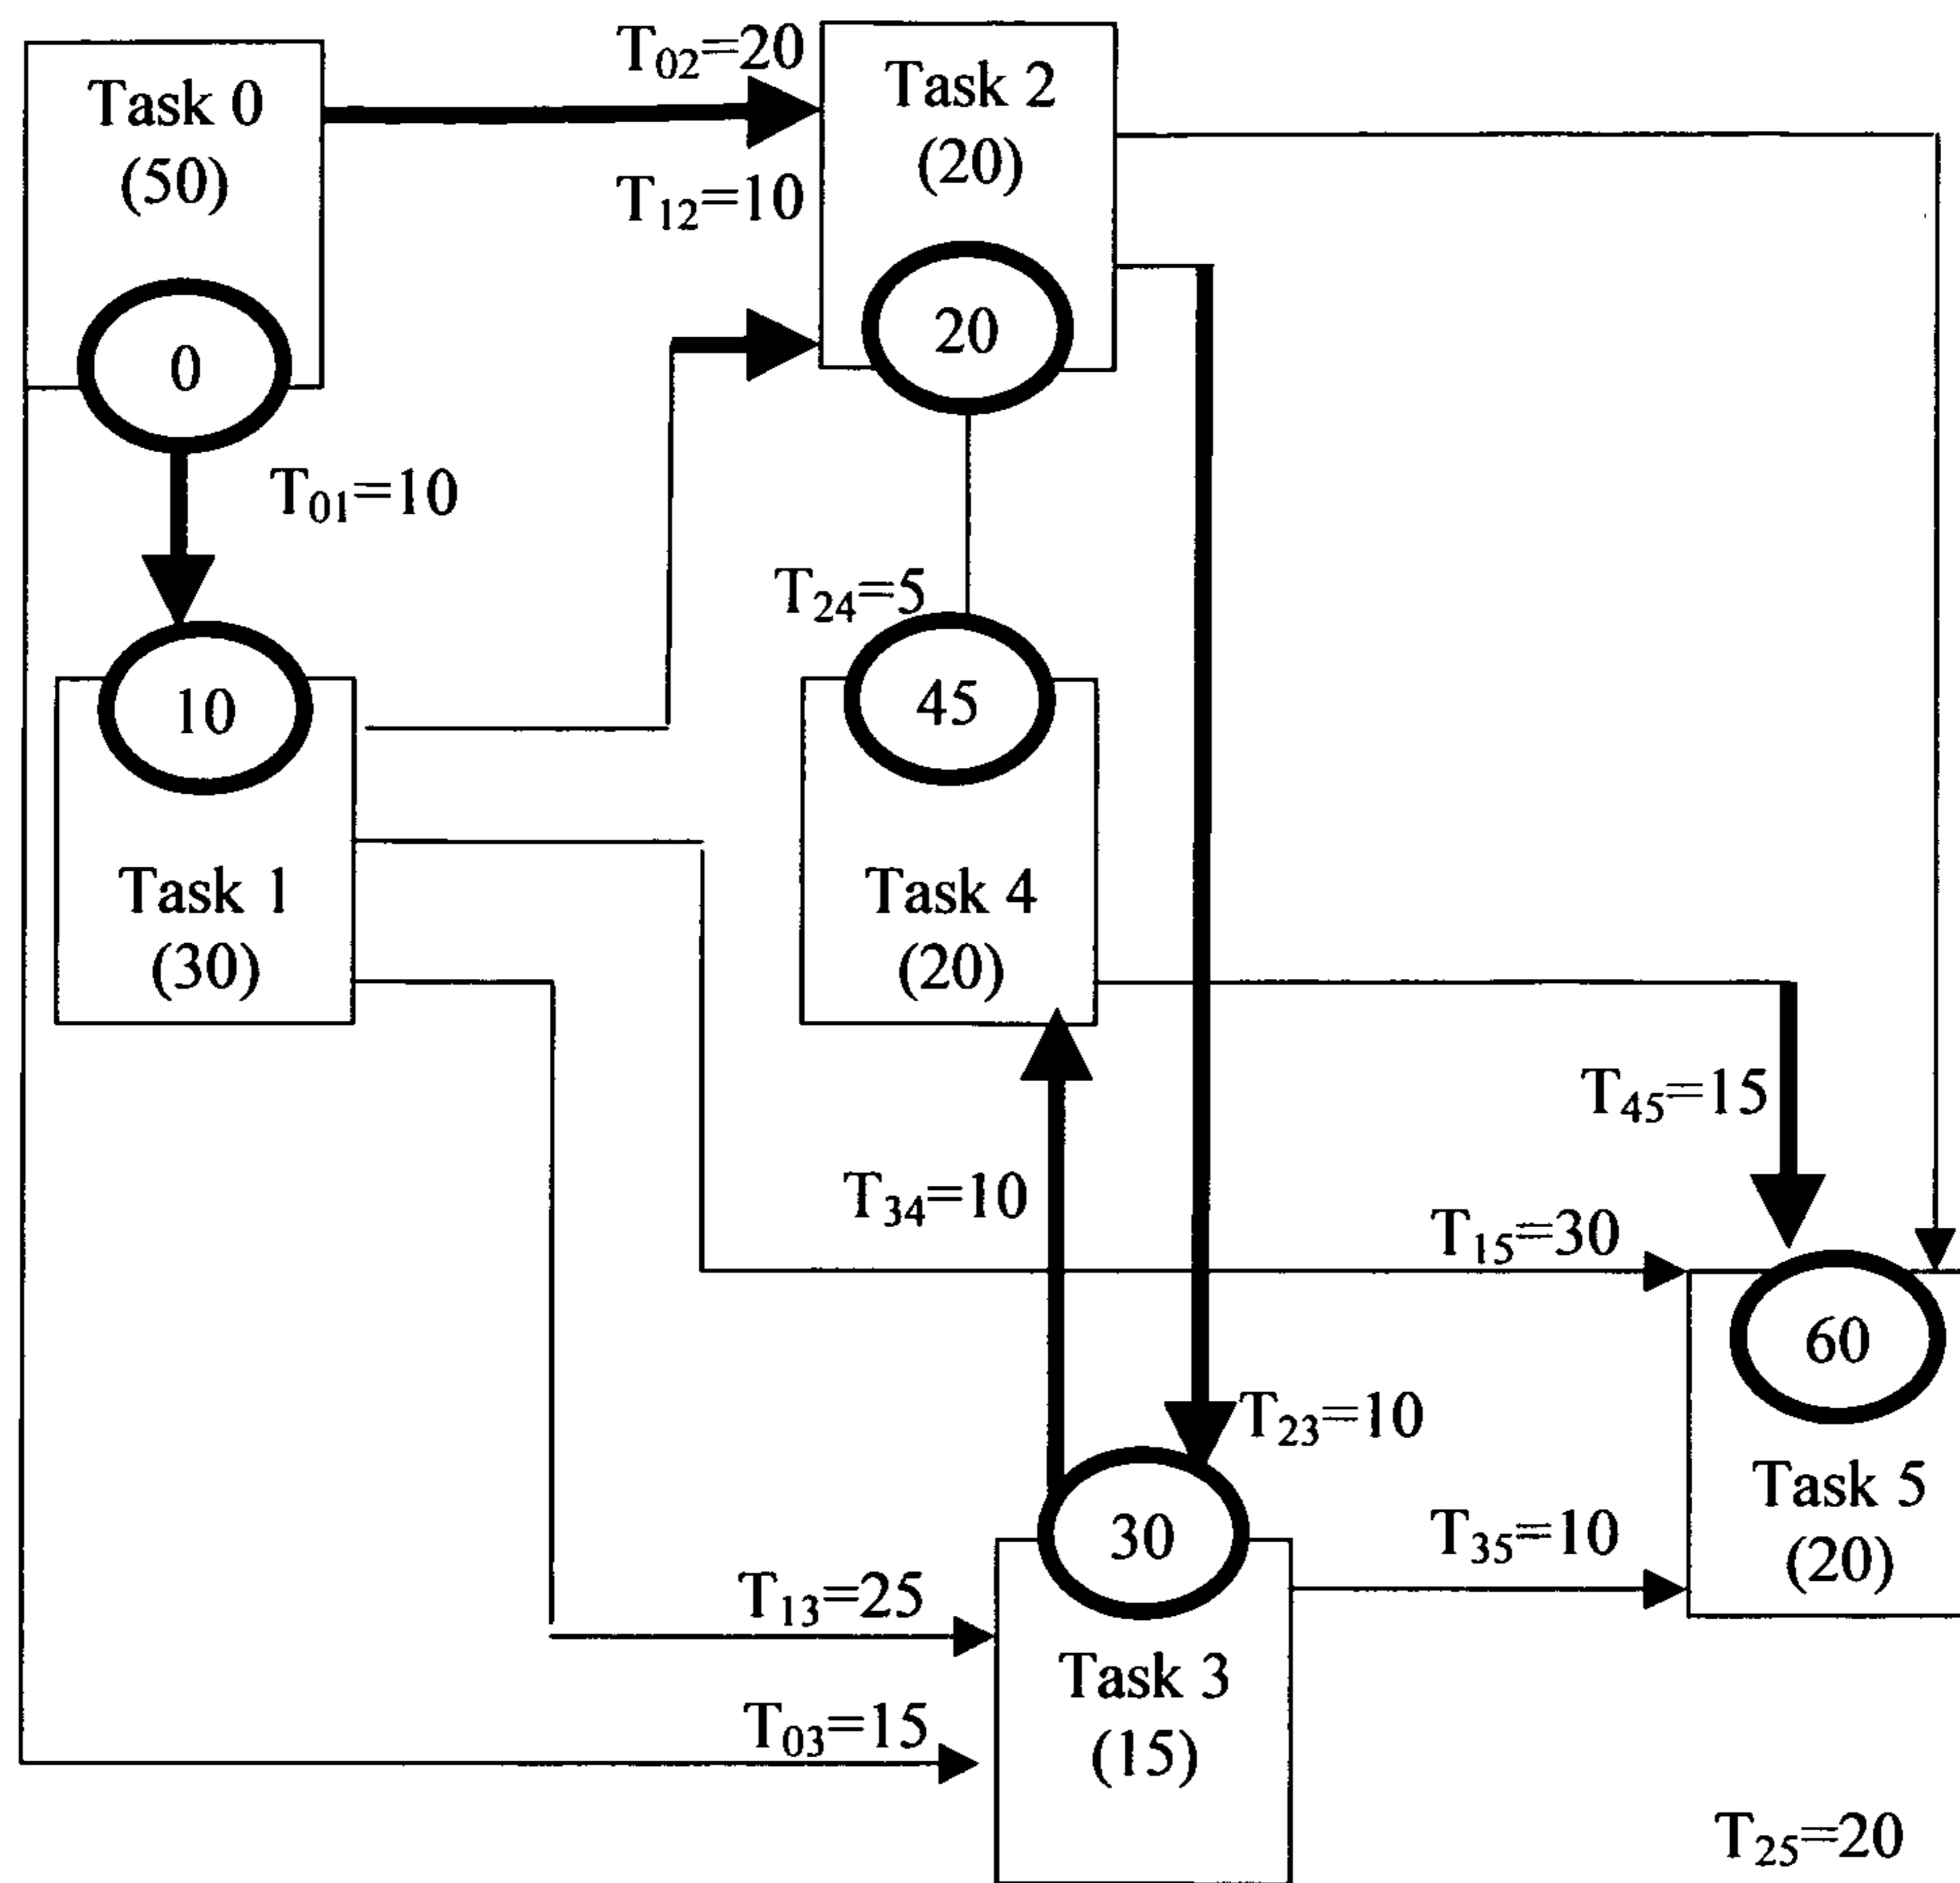 Task 0
(50)
0
T02=20
T12=10
Task 2
(20)
20
T01=10
10
Task 1
(30)
T24=5
45
Task 4
(20)
T45=15
T34=10
T15=30
60
Task 5
(20)
T23=10
30
T35=10
T13=25
Task 3
(15)
T03=15
T25=20